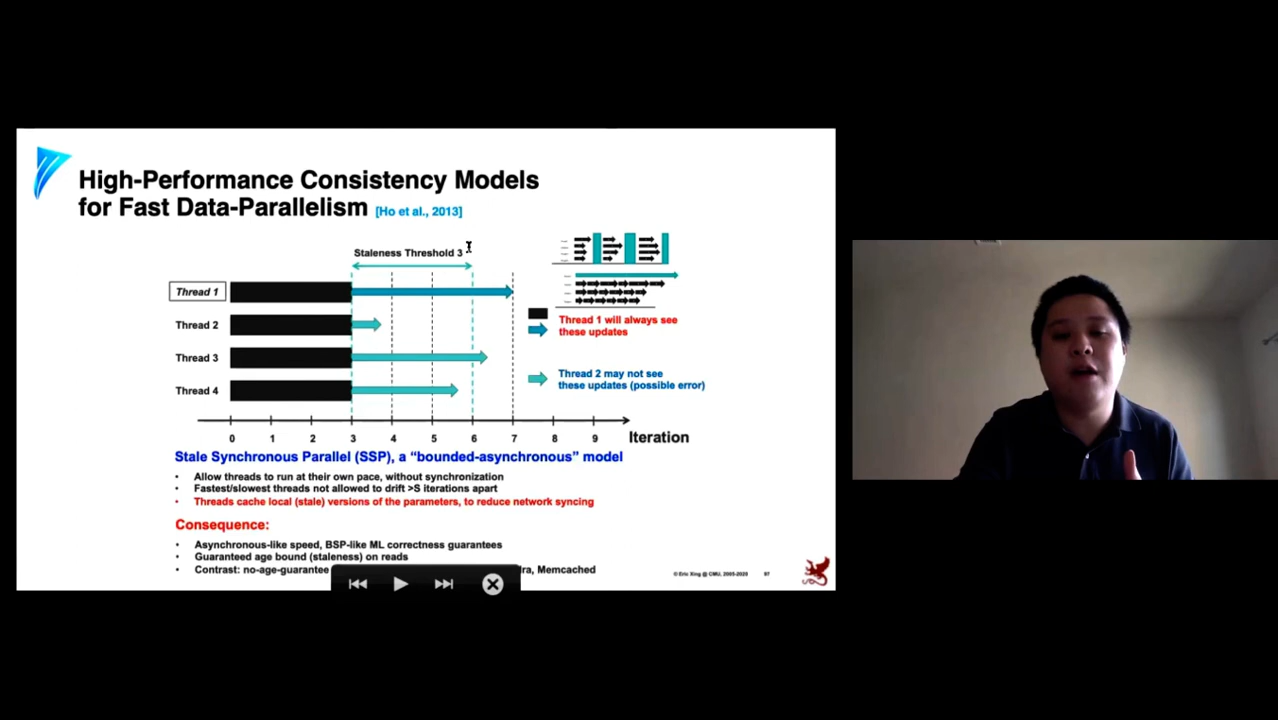 High-Performance Consistency Models
for Fast Data-Parallelism [Ho et al., 2013]
Staleness Threshold 3
Thread 1
Thread 2
Thread 3
Thread 4
Thread 1 will always see
these updates
Thread 2 may not see
these updates (possible error)
0 1 2 3 4 5 6 7 8 9 Iteration
Stale Synchronous Parallel (SSP), a “bounded-asynchronous” model
• Allow threads to run at their own pace, without synchronization
• Fastest/slowest threads not allowed to drift >S iterations apart
• Threads cache local (stale) versions of the parameters, to reduce network syncing
Consequence:
• Asynchronous-like speed, BSP-like ML correctness guarantees
• Guaranteed age bound (staleness) on reads
• Contrast: no-age-guarantee Memcached
© Eric Xing @ CMU, 2005-2020